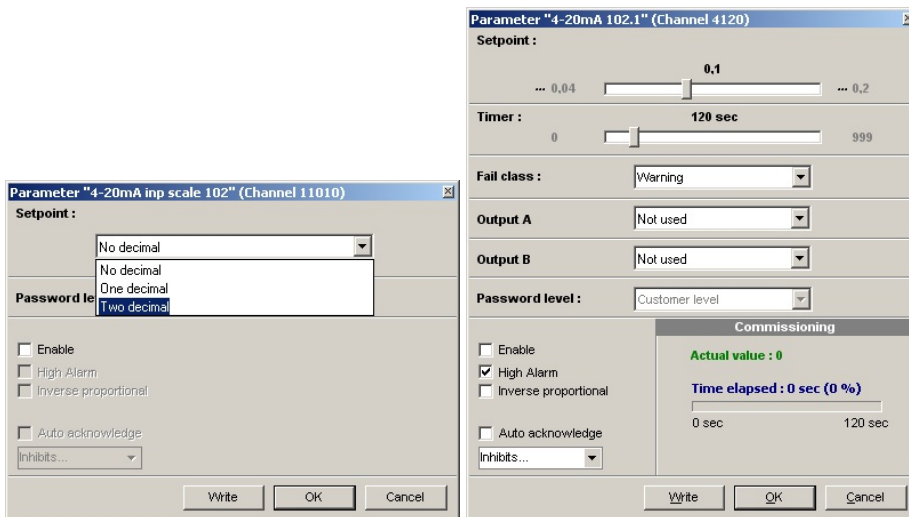 Parameter "4-20mA inp scale 102" (Channel 11010)
Setpoint :
No decimal
No decimal
One decimal
Two decimal
Enable
High Alarm
Inverse proportional
Auto acknowledge
Inhibits...
Write OK Cancel
Parameter "4-20mA 102.1" (Channel 4120)
Setpoint :
0,1
... 0,04 ... 0,2
Timer : 120 sec
0 999
Fail class : Warning
Output A Not used
Output B Not used
Password level : Customer level
Commissioning
Enable
High Alarm
Inverse proportional
Auto acknowledge
Inhibits...
Actual value : 0
Time elapsed : 0 sec (0 %)
0 sec 120 sec
Write OK Cancel